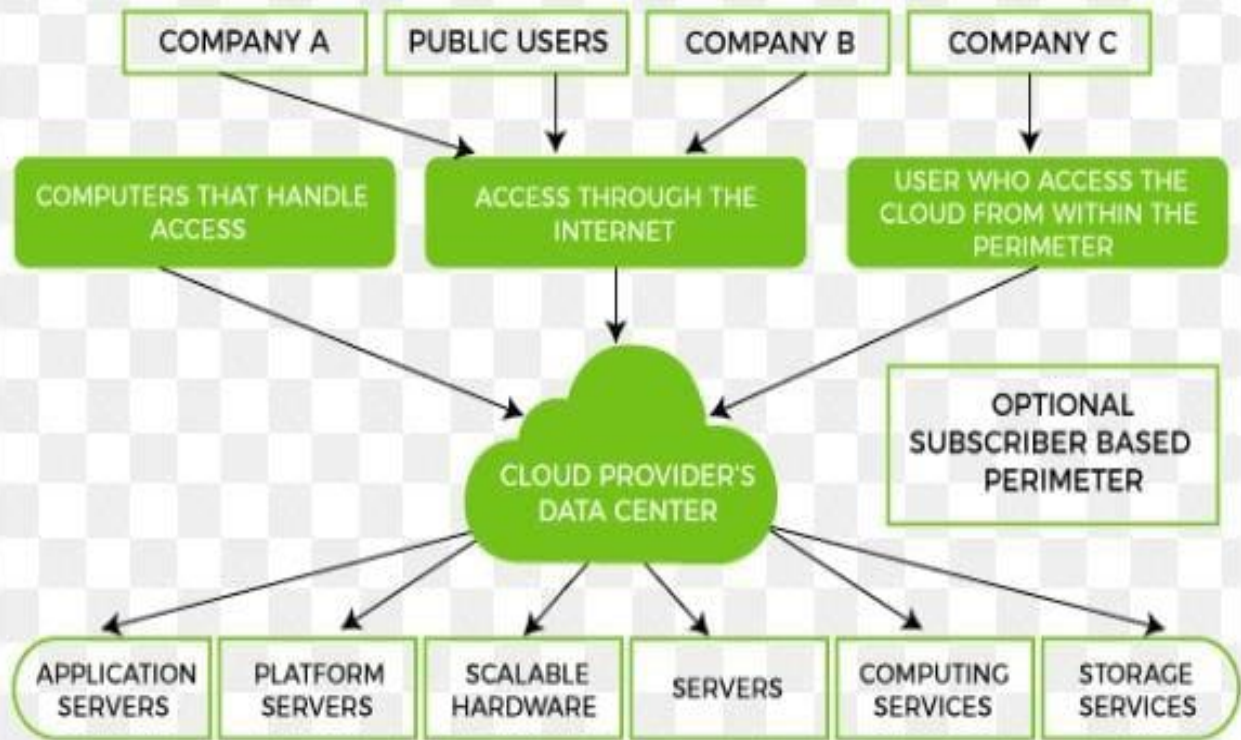 COMPANY A
PUBLIC USERS
COMPANY B
COMPANY C
COMPUTERS THAT HANDLE
ACCESS
ACCESS THROUGH THE
INTERNET
USER WHO ACCESS THE
CLOUD FROM WITHIN THE
PERIMETER
OPTIONAL
SUBSCRIBER BASED
PERIMETER
CLOUD PROVIDER'S
DATA CENTER
APPLICATION
SERVERS
PLATFORM
SERVERS
SCALABLE
HARDWARE
SERVERS
COMPUTING
SERVICES
STORAGE
SERVICES